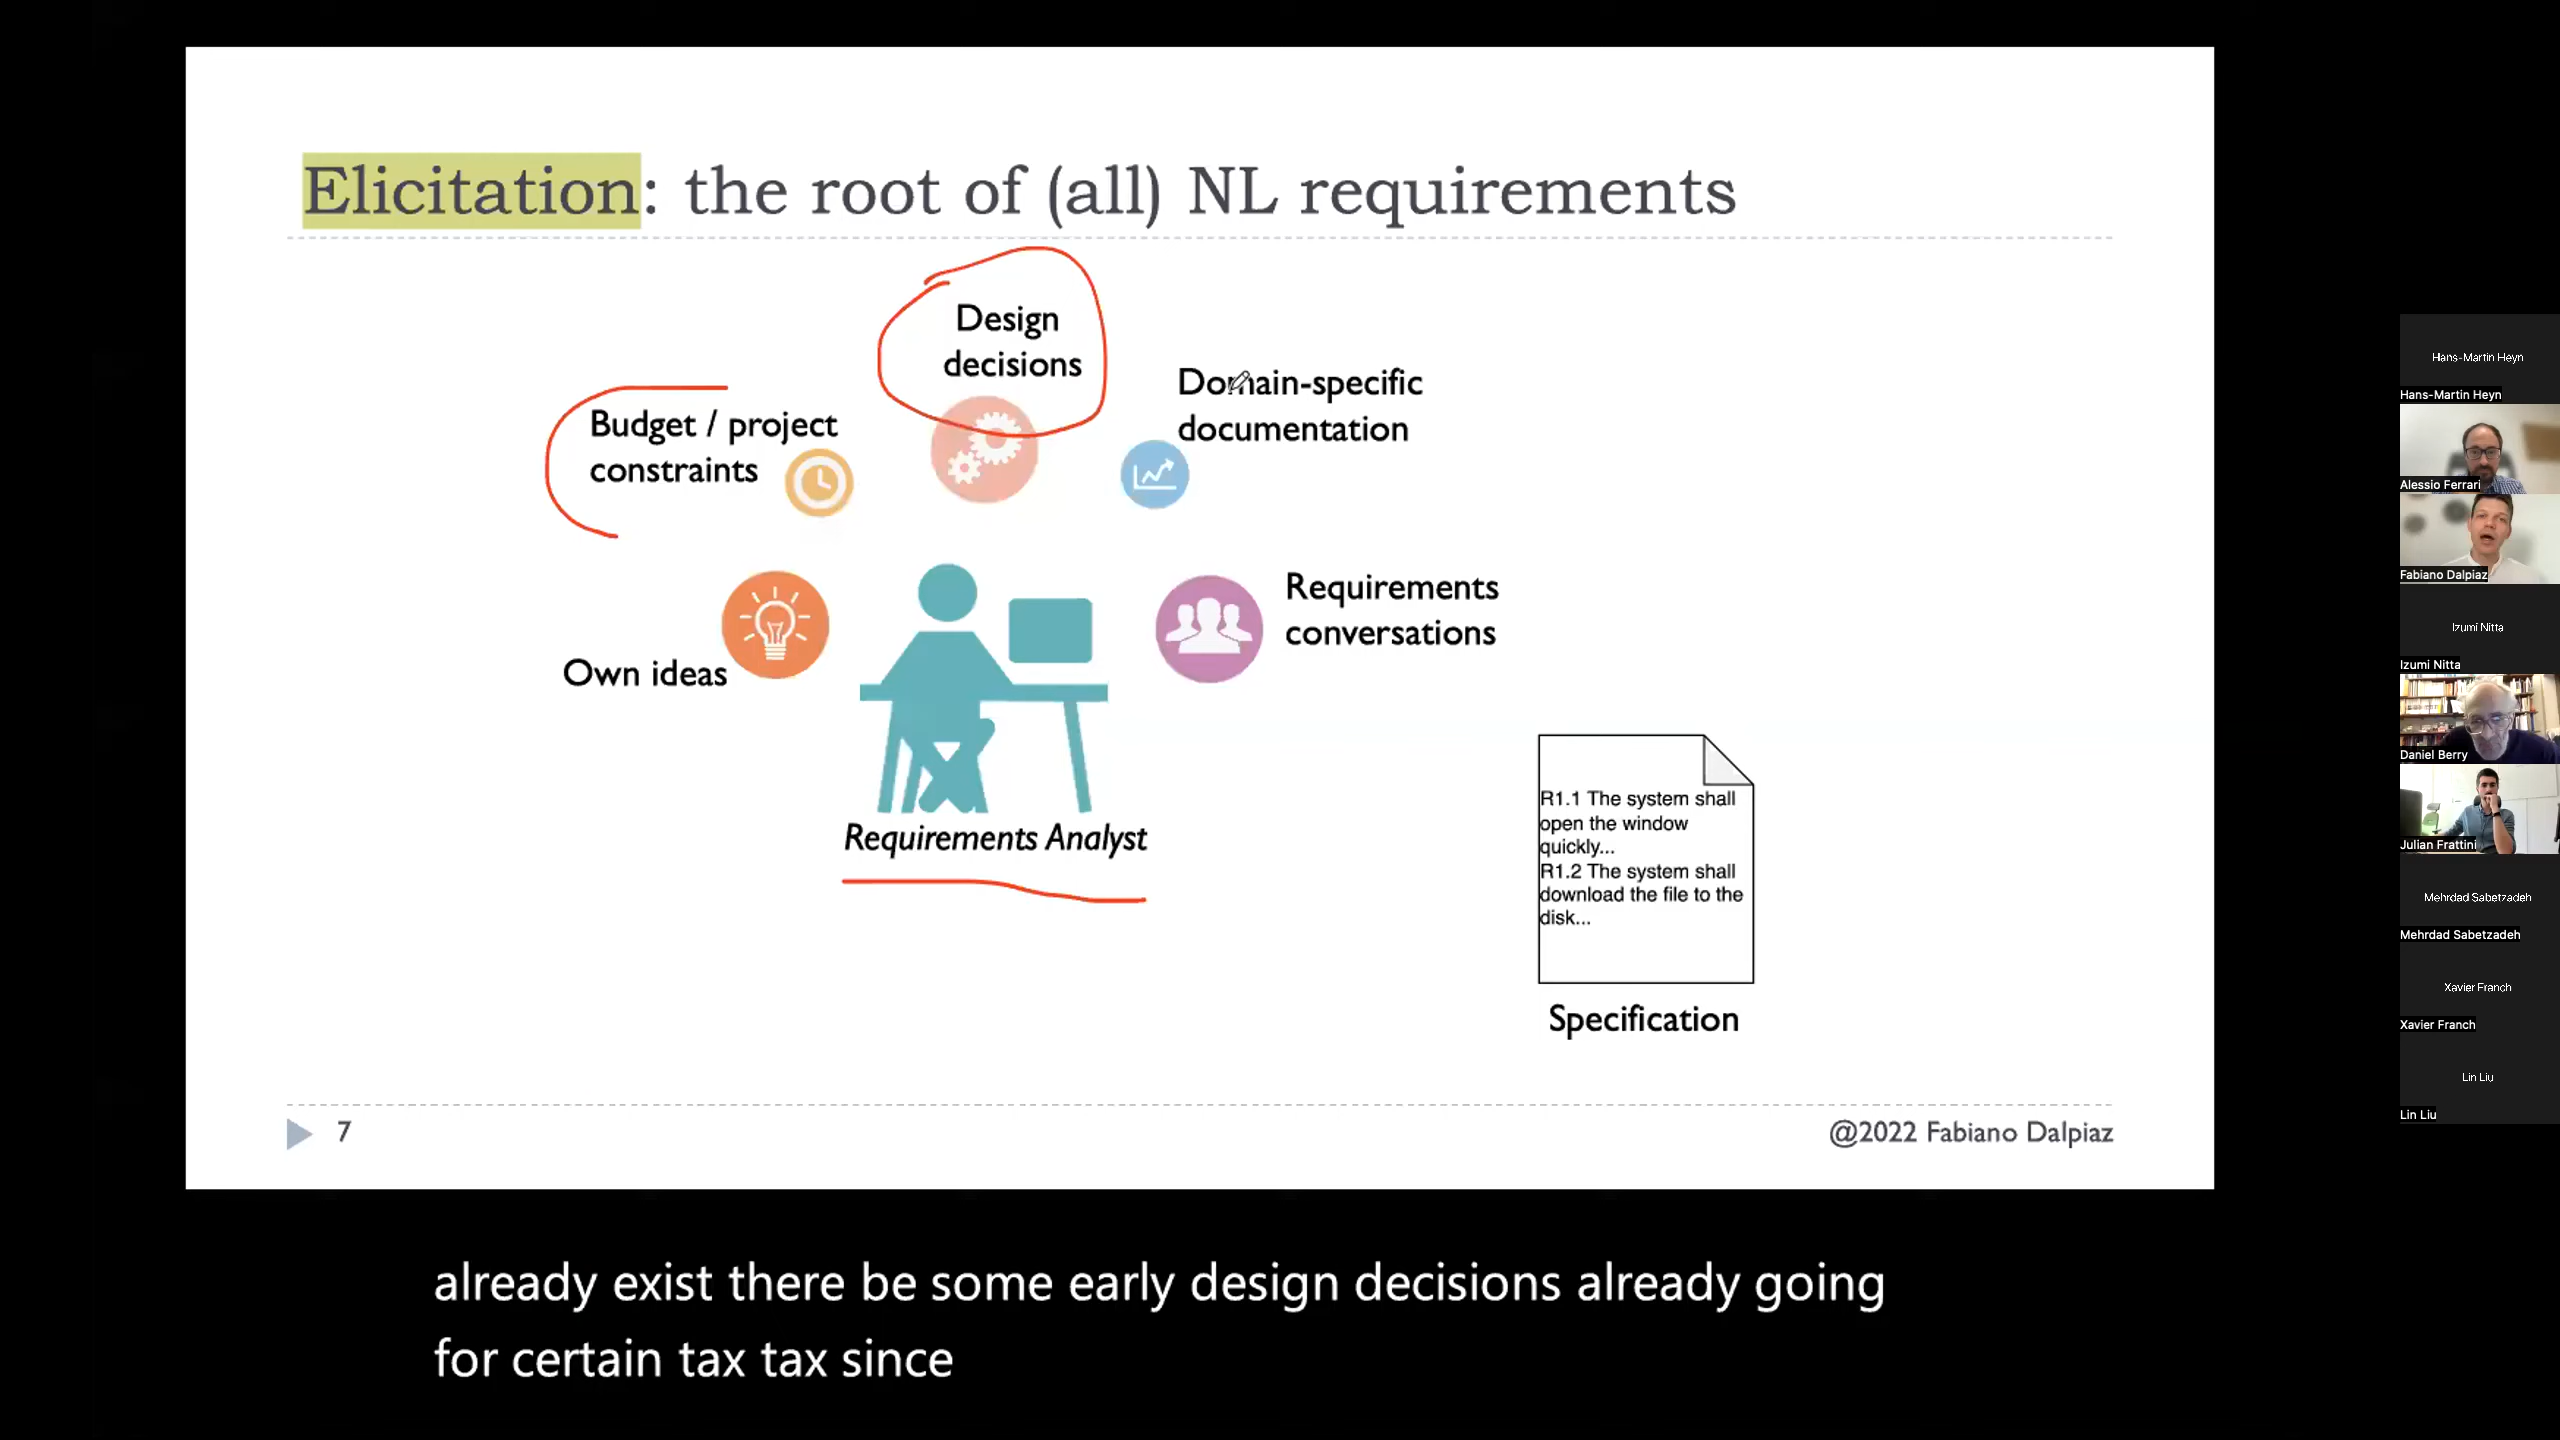 Elicitation: the root of (all) NL requirements
Design
decisions
Budget / project
constraints
Domain-specific
documentation
Own ideas
Requirements
conversations
Requirements Analyst
R1.1 The system shall
open the window
quickly...
R1.2 The system shall
download the file to the
disk...
Specification
7
@2022 Fabiano Dalpiaz
Hans-Martin Heyn
Hans-Martin Heyn
Alessio Ferrari
Fabiano Dalpiaz
Izumi Nitta
Izumi Nitta
Daniel Berry
Julian Frattini
Mehrdad Sabetzadeh
Mehrdad Sabetzadeh
Xavier Franch
Xavier Franch
Lin Liu
Lin Liu
already exist there be some early design decisions already going
for certain tax tax since